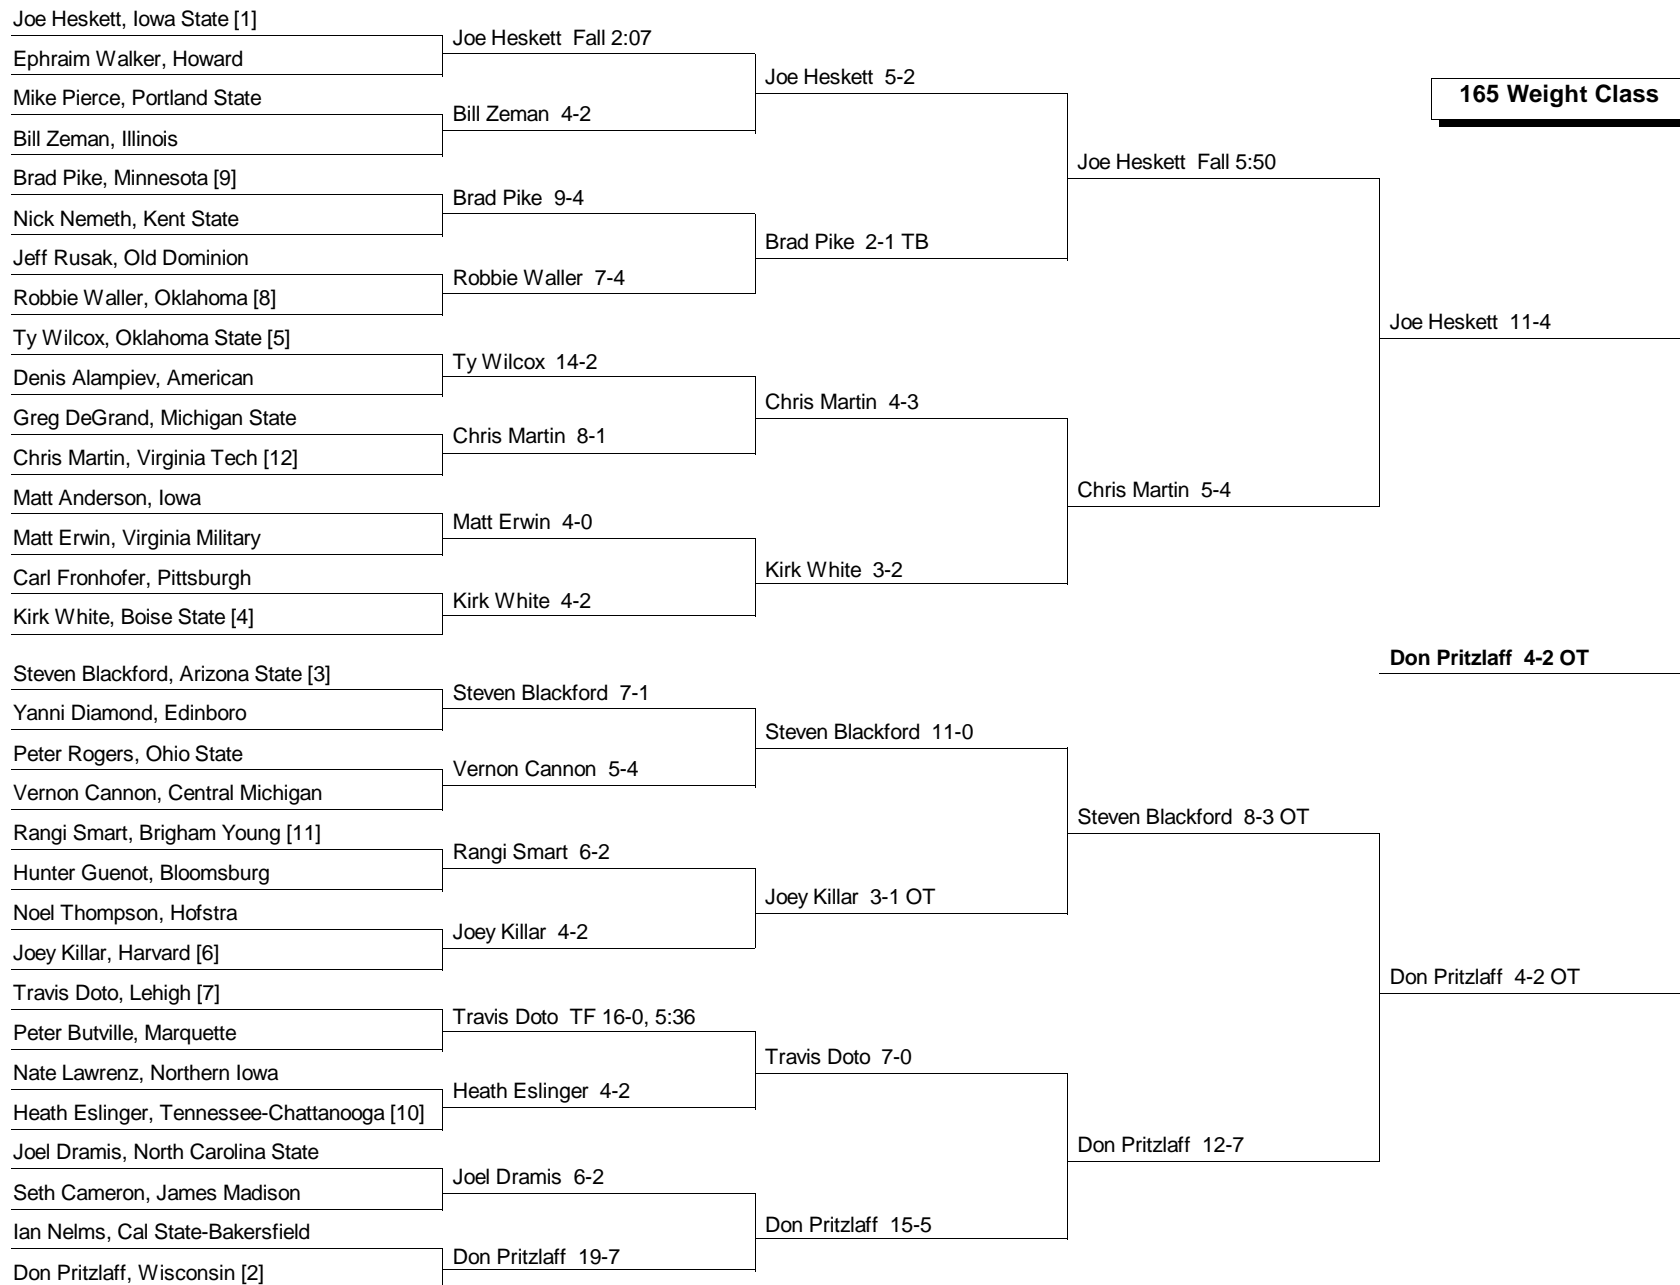 Joe Heskett, Iowa State [1]
Ephraim Walker, Howard
Mike Pierce, Portland State
Bill Zeman, Illinois
Brad Pike, Minnesota [9]
Nick Nemeth, Kent State
Jeff Rusak, Old Dominion
Robbie Waller, Oklahoma [8]
Ty Wilcox, Oklahoma State [5]
Denis Alampiev, American
Greg DeGrand, Michigan State
Chris Martin, Virginia Tech [12]
Matt Anderson, Iowa
Matt Erwin, Virginia Military
Carl Fronhofer, Pittsburgh
Kirk White, Boise State [4]
Steven Blackford, Arizona State [3]
Yanni Diamond, Edinboro
Peter Rogers, Ohio State
Vernon Cannon, Central Michigan
Rangi Smart, Brigham Young [11]
Hunter Guenot, Bloomsburg
Noel Thompson, Hofstra
Joey Killar, Harvard [6]
Travis Doto, Lehigh [7]
Peter Butville, Marquette
Nate Lawrenz, Northern Iowa
Heath Eslinger, Tennessee-Chattanooga [10]
Joel Dramis, North Carolina State
Seth Cameron, James Madison
Ian Nelms, Cal State-Bakersfield
Don Pritzlaff, Wisconsin [2]
Joe Heskett Fall 2:07
Bill Zeman 4-2
Brad Pike 9-4
Robbie Waller 7-4
Ty Wilcox 14-2
Chris Martin 8-1
Matt Erwin 4-0
Kirk White 4-2
Steven Blackford 7-1
Vernon Cannon 5-4
Rangi Smart 6-2
Joey Killar 4-2
Travis Doto TF 16-0, 5:36
Heath Eslinger 4-2
Joel Dramis 6-2
Don Pritzlaff 19-7
Joe Heskett 5-2
Brad Pike 2-1 TB
Chris Martin 4-3
Kirk White 3-2
Steven Blackford 11-0
Joey Killar 3-1 OT
Travis Doto 7-0
Don Pritzlaff 15-5
Joe Heskett Fall 5:50
Chris Martin 5-4
Steven Blackford 8-3 OT
Don Pritzlaff 12-7
165 Weight Class
Joe Heskett 11-4
Don Pritzlaff 4-2 OT
Don Pritzlaff 4-2 OT